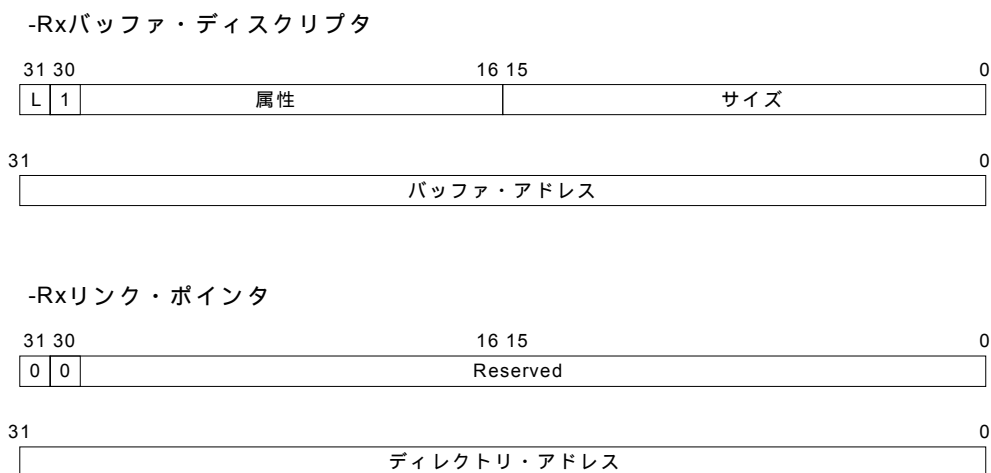 -Rxバッファ・ディスクリプタ
31 30 16 15 0
L 1 属性 サイズ
31 0
バッファ・アドレス
-Rxリンク・ポインタ
31 30 16 15 0
0 0 Reserved
31 0
ディレクトリ・アドレス